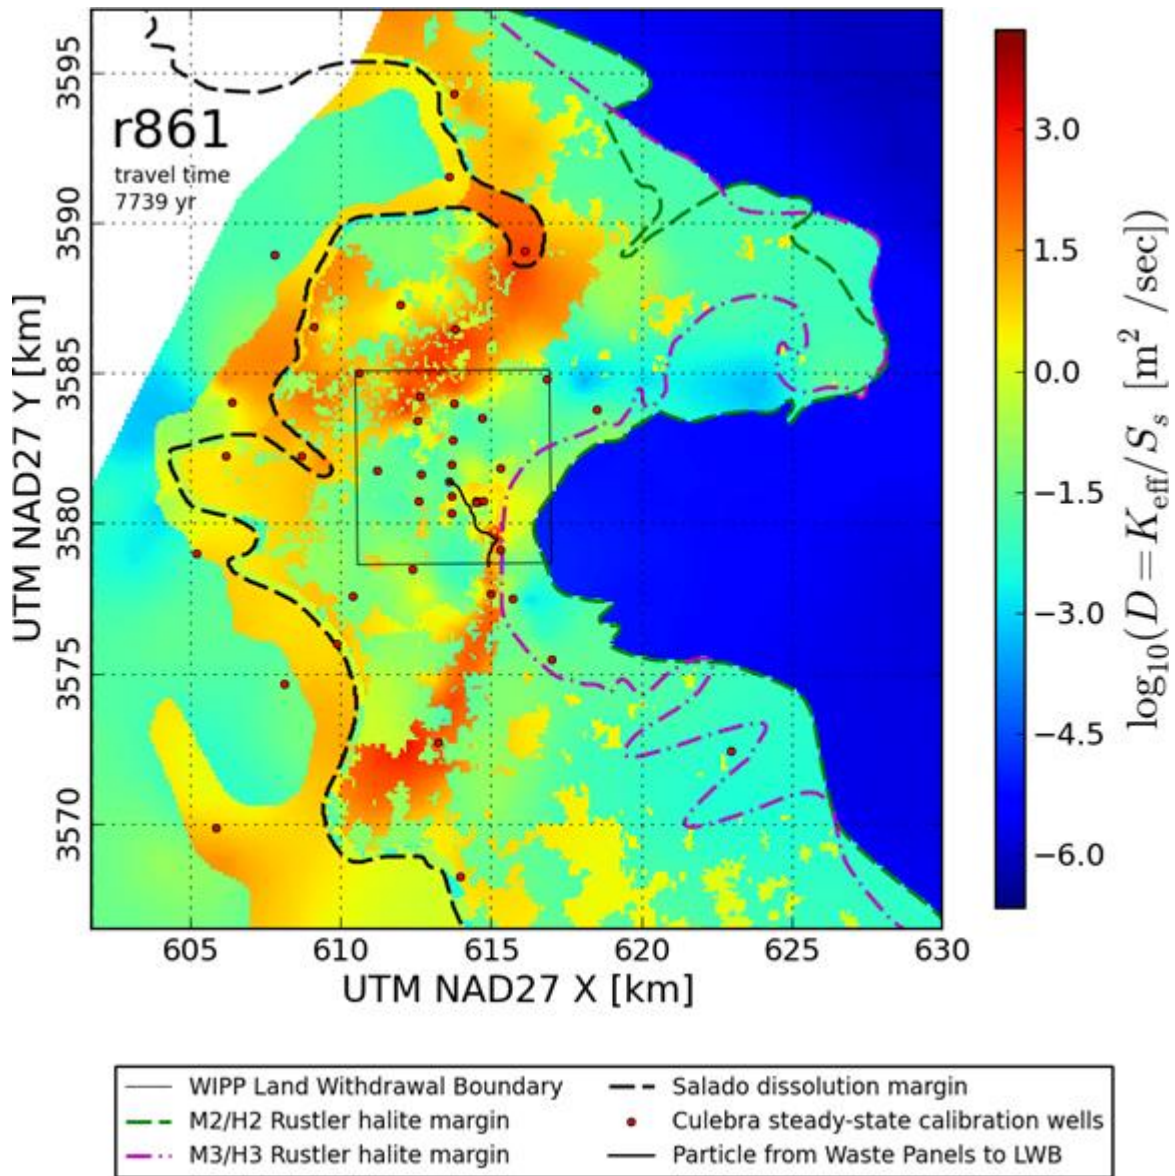 r861
travel time
7739 yr
3595
3590
3585
3580
3575
3570
UTM NAD27 Y [km]
605 610 615 620 625 630
UTM NAD27 X [km]
3.0
1.5
0.0
−1.5
−3.0
−4.5
−6.0
log₁₀(D = K_eff/S_s [m² /sec])
WIPP Land Withdrawal Boundary
M2/H2 Rustler halite margin
M3/H3 Rustler halite margin
Salado dissolution margin
Culebra steady-state calibration wells
Particle from Waste Panels to LWB